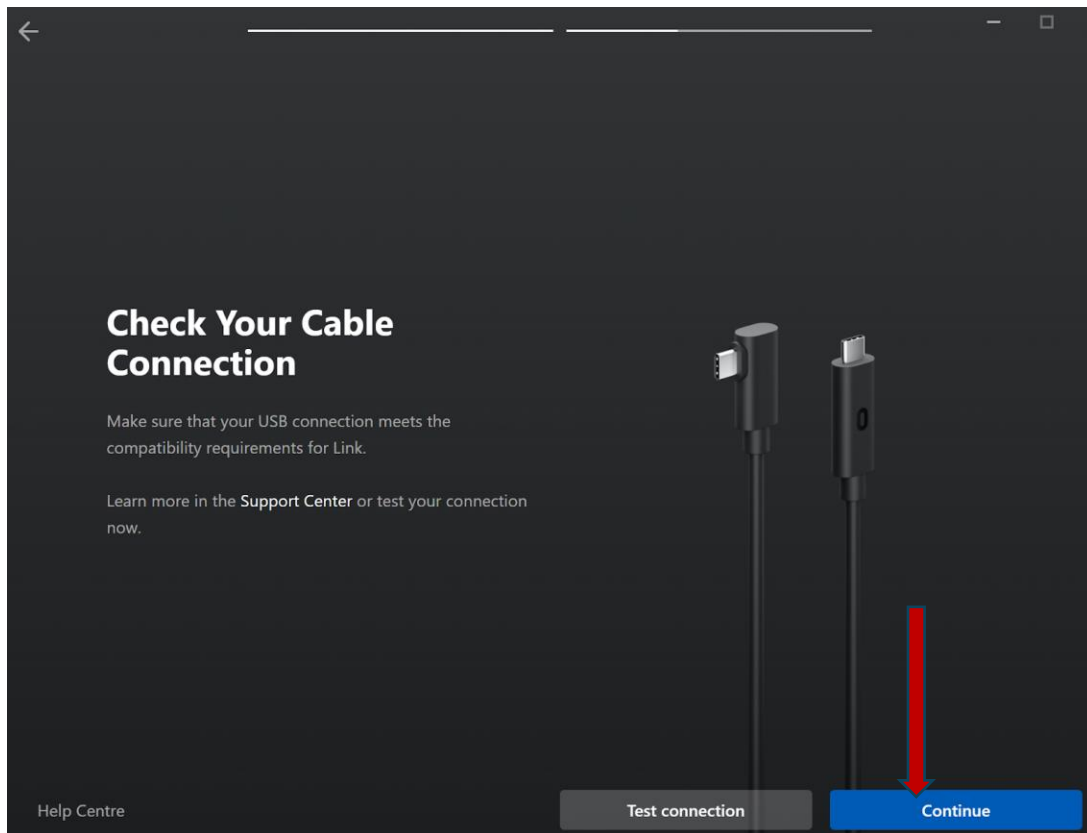 Check Your Cable
Connection
Make sure that your USB connection meets the
compatibility requirements for Link.
Learn more in the Support Center or test your connection
now.
Help Centre
Test connection
Continue